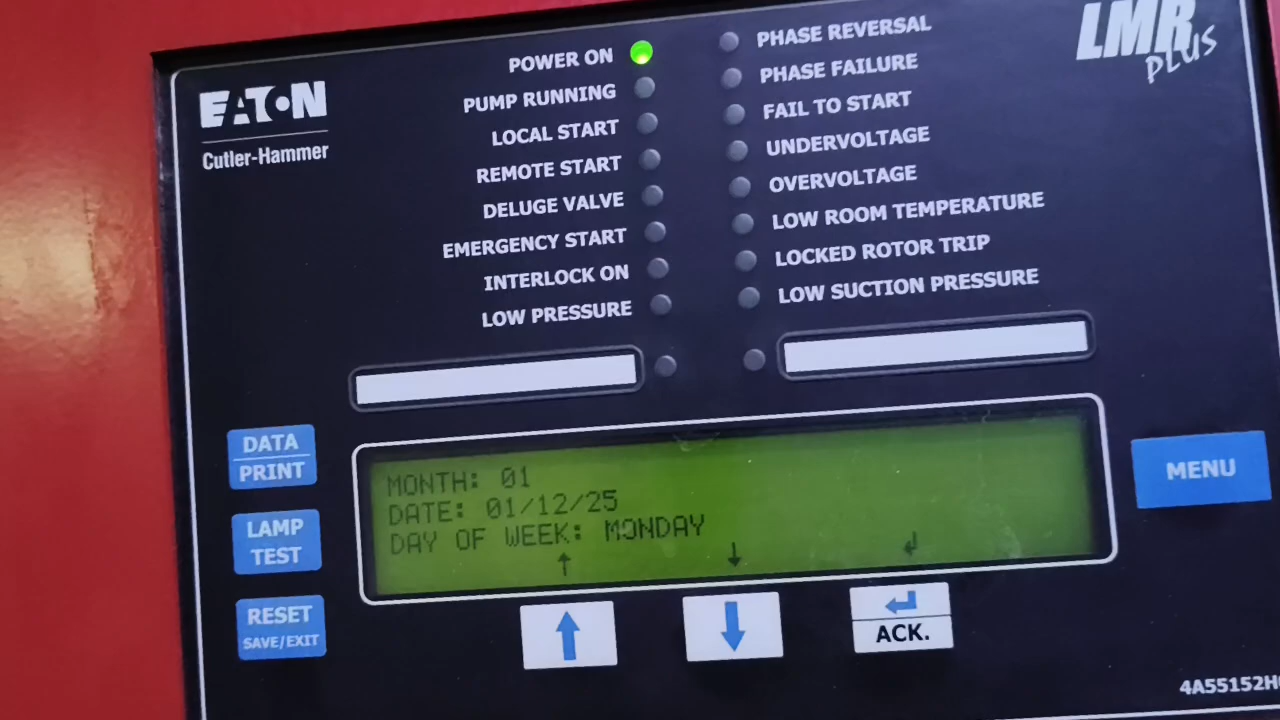 EATON
Cutler-Hammer
LMR
PLUS
POWER ON
PUMP RUNNING
LOCAL START
REMOTE START
DELUGE VALVE
EMERGENCY START
INTERLOCK ON
LOW PRESSURE
PHASE REVERSAL
PHASE FAILURE
FAIL TO START
UNDERVOLTAGE
OVERVOLTAGE
LOW ROOM TEMPERATURE
LOCKED ROTOR TRIP
LOW SUCTION PRESSURE
DATA
PRINT
LAMP
TEST
RESET
SAVE/EXIT
MONTH: 01
DATE: 01/12/25
DAY OF WEEK: MONDAY
↑ ↓ ↵
MENU
↑ ↓ ↵
ACK.
4A55152H